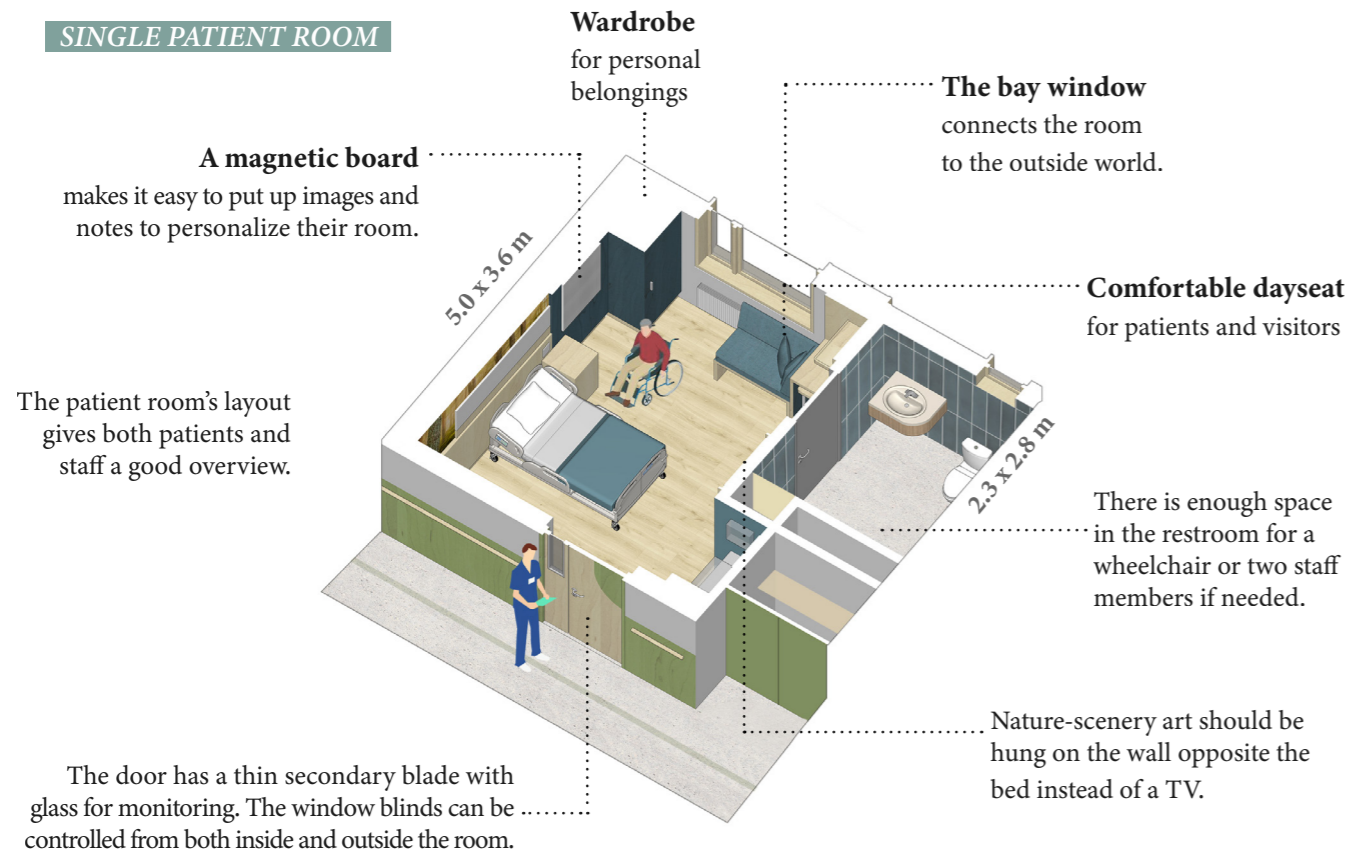 SINGLE PATIENT ROOM
Wardrobe
for personal
belongings
The bay window
connects the room
to the outside world.
A magnetic board
makes it easy to put up images and
notes to personalize their room.
5.0 x 3.6 m
Comfortable dayseat
for patients and visitors
The patient room’s layout
gives both patients and
staff a good overview.
2.3 x 2.8 m
There is enough space
in the restroom for a
wheelchair or two staff
members if needed.
Nature-scenery art should be
hung on the wall opposite the
bed instead of a TV.
The door has a thin secondary blade with
glass for monitoring. The window blinds can be
controlled from both inside and outside the room.